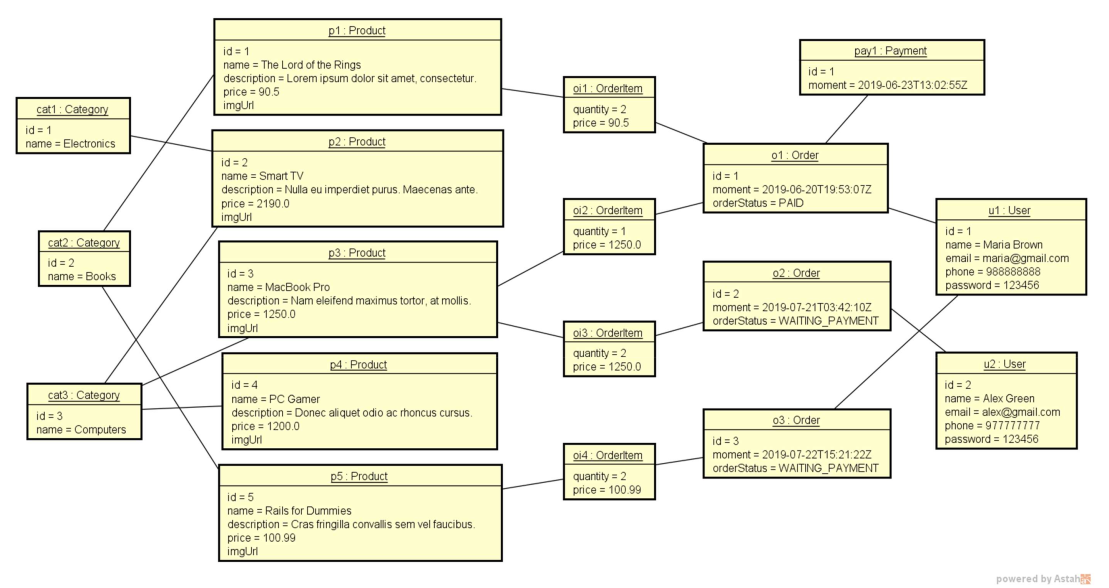 p1 : Product
id = 1
name = The Lord of the Rings
description = Lorem ipsum dolor sit amet, consectetur.
price = 90.5
imgUrl
pay1 : Payment
id = 1
moment = 2019-06-23T13:02:55Z
oi1 : OrderItem
quantity = 2
price = 90.5
cat1 : Category
id = 1
name = Electronics
p2 : Product
id = 2
name = Smart TV
description = Nulla eu imperdiet purus. Maecenas ante.
price = 2190.0
imgUrl
o1 : Order
id = 1
moment = 2019-06-20T19:53:07Z
orderStatus = PAID
oi2 : OrderItem
quantity = 1
price = 1250.0
u1 : User
id = 1
name = Maria Brown
email = maria@gmail.com
phone = 988888888
password = 123456
cat2 : Category
id = 2
name = Books
p3 : Product
id = 3
name = MacBook Pro
description = Nam eleifend maximus tortor, at mollis.
price = 1250.0
imgUrl
o2 : Order
id = 2
moment = 2019-07-21T03:42:10Z
orderStatus = WAITING_PAYMENT
oi3 : OrderItem
quantity = 2
price = 1250.0
p4 : Product
id = 4
name = PC Gamer
description = Donec aliquet odio ac rhoncus cursus.
price = 1200.0
imgUrl
u2 : User
id = 2
name = Alex Green
email = alex@gmail.com
phone = 977777777
password = 123456
cat3 : Category
id = 3
name = Computers
o3 : Order
id = 3
moment = 2019-07-22T15:21:22Z
orderStatus = WAITING_PAYMENT
oi4 : OrderItem
quantity = 2
price = 100.99
p5 : Product
id = 5
name = Rails for Dummies
description = Cras fringilla convallis sem vel faucibus.
price = 100.99
imgUrl
powered by Astah